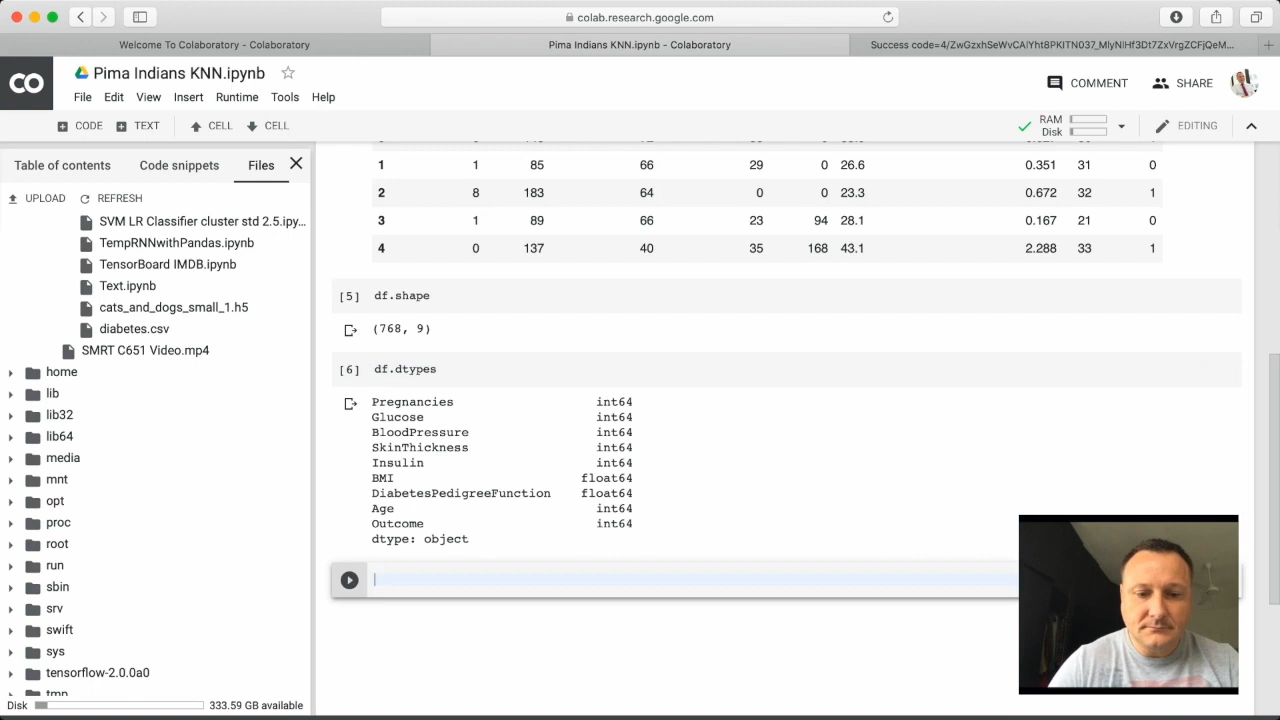 colab.research.google.com
Welcome To Colaboratory - Colaboratory
Pima Indians KNN.ipynb - Colaboratory
CO
Pima Indians KNN.ipynb
COMMENT
SHARE
File Edit View Insert Runtime Tools Help
CODE TEXT CELL CELL
RAM
Disk
EDITING
Table of contents Code snippets Files
UPLOAD REFRESH
SVM LR Classifier cluster std 2.5.ipy...
TempRNNwithPandas.ipynb
TensorBoard IMDB.ipynb
Text.ipynb
cats_and_dogs_small_1.h5
diabetes.csv
SMRT C651 Video.mp4
home
lib
lib32
lib64
media
mnt
opt
proc
root
run
sbin
srv
swift
sys
tensorflow-2.0.0a0
tmp
Disk 333.59 GB available
1 1 85 66 29 0 26.6 0.351 31 0
2 8 183 64 0 0 23.3 0.672 32 1
3 1 89 66 23 94 28.1 0.167 21 0
4 0 137 40 35 168 43.1 2.288 33 1
[5] df.shape
(768, 9)
[6] df.dtypes
Pregnancies int64
Glucose int64
BloodPressure int64
SkinThickness int64
Insulin int64
BMI float64
DiabetesPedigreeFunction float64
Age int64
Outcome int64
dtype: object